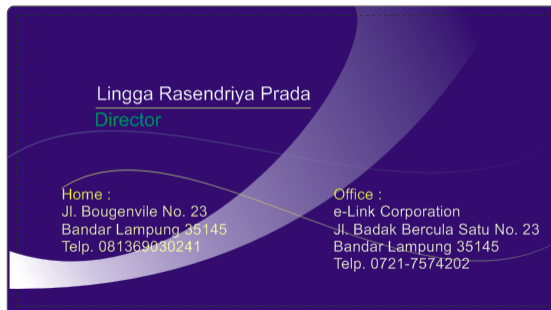 Lingga Rasendriya Prada
Director
Home :
Jl. Bougenvile No. 23
Bandar Lampung 35145
Telp. 081369030241
Office :
e-Link Corporation
Jl. Badak Bercula Satu No. 23
Bandar Lampung 35145
Telp. 0721-7574202